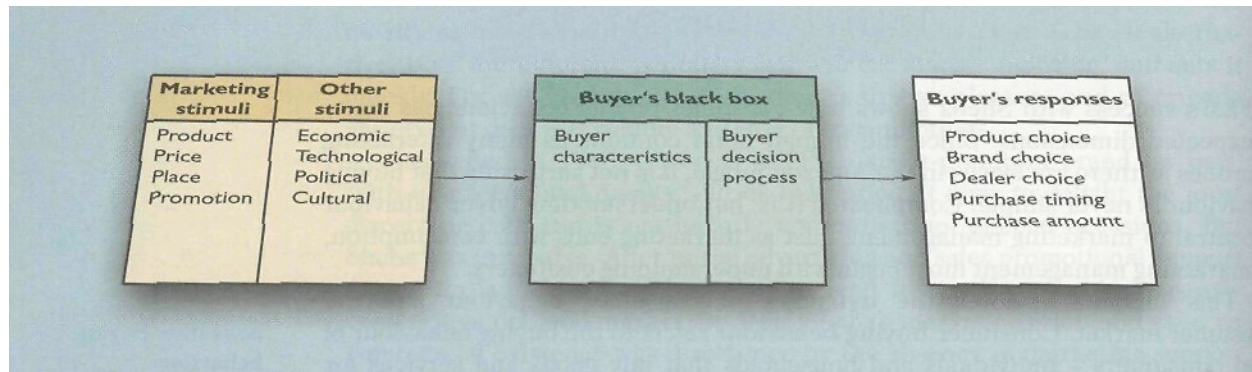 Marketing
stimuli
Product
Price
Place
Promotion
Other
stimuli
Economic
Technological
Political
Cultural
Buyer's black box
Buyer
characteristics
Buyer
decision
process
Buyer's responses
Product choice
Brand choice
Dealer choice
Purchase timing
Purchase amount